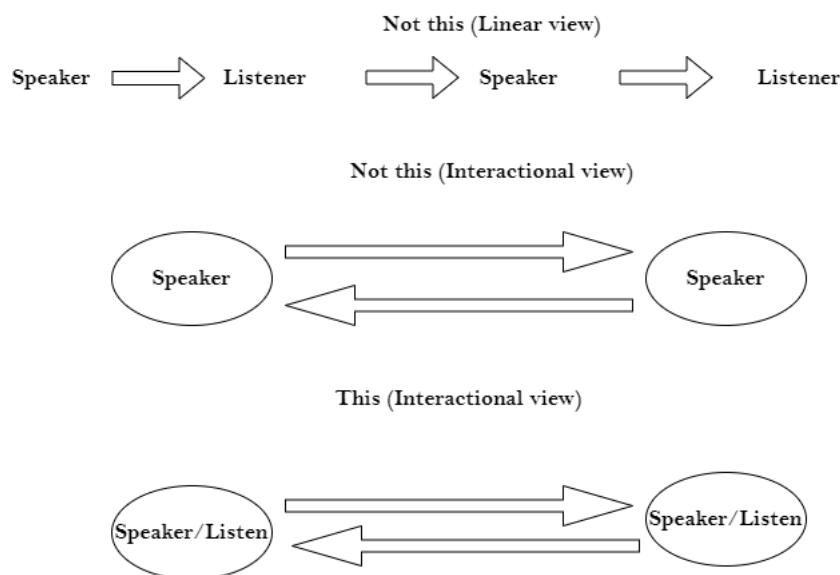 Not this (Linear view)
Speaker Listener Speaker Listener
Not this (Interactional view)
Speaker Speaker
This (Interactional view)
Speaker/Listen Speaker/Listen